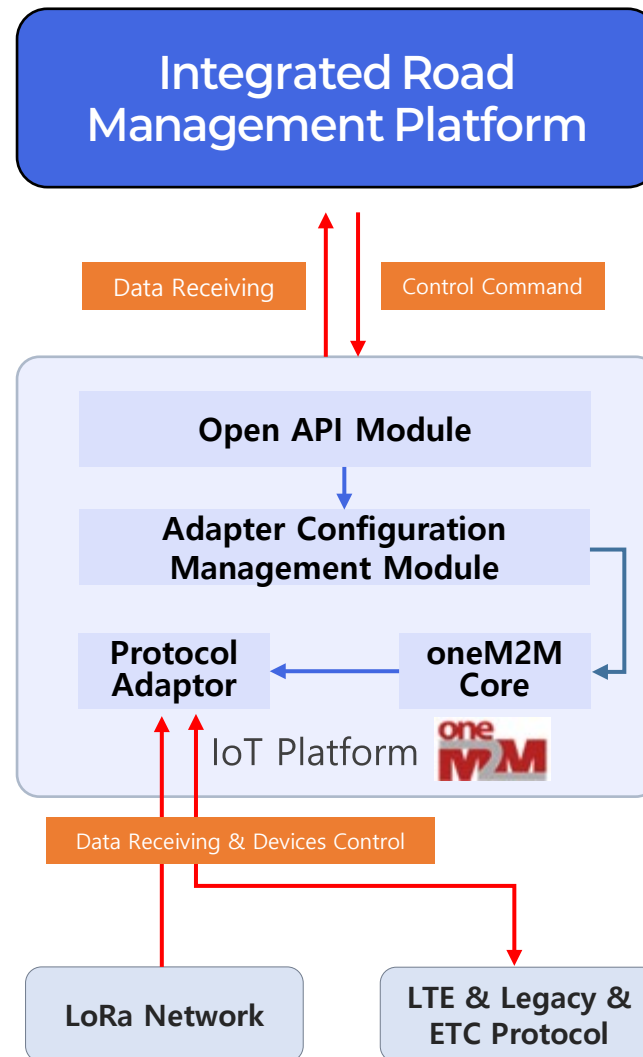 Integrated Road
Management Platform
Data Receiving
Control Command
Open API Module
Adapter Configuration
Management Module
Protocol
Adaptor
oneM2M
Core
IoT Platform
one
M2M
Data Receiving & Devices Control
LoRa Network
LTE & Legacy &
ETC Protocol